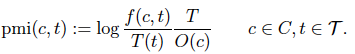 pmi(c, t) := log f(c, t) / T(t) T / O(c) c ∈ C, t ∈ 𝒯.